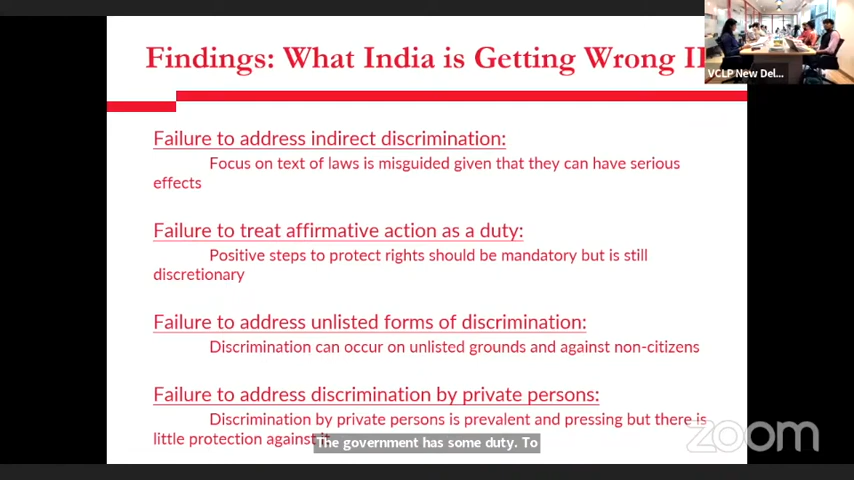 Findings: What India is Getting Wrong II
VCLP New Del...
Failure to address indirect discrimination:
Focus on text of laws is misguided given that they can have serious
effects
Failure to treat affirmative action as a duty:
Positive steps to protect rights should be mandatory but is still
discretionary
Failure to address unlisted forms of discrimination:
Discrimination can occur on unlisted grounds and against non-citizens
Failure to address discrimination by private persons:
Discrimination by private persons is prevalent and pressing but there is
little protection against it
The government has some duty. To
zoom